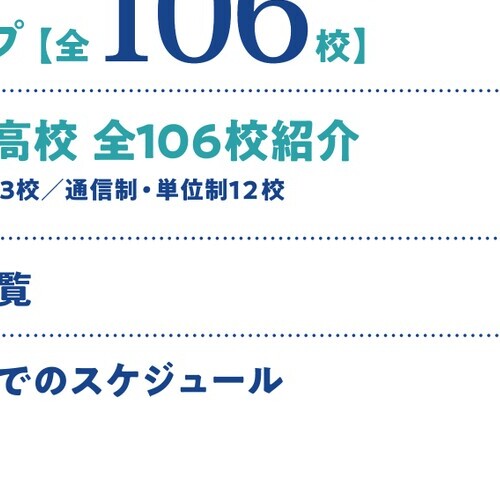 プ【全106校】
高校 全106校紹介
3校／通信制・単位制12校
覧
でのスケジュール